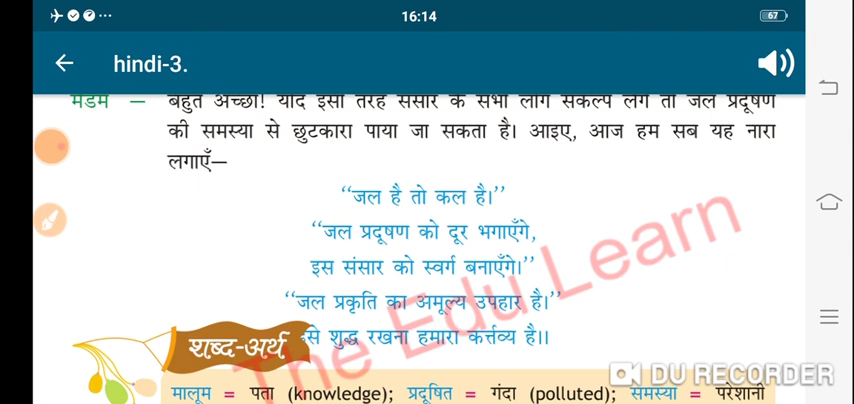 16:14
67
hindi-3.
मैडम — बहुत अच्छा! यदि इसी तरह संसार के सभी लोग संकल्प लेंगे तो जल प्रदूषण
की समस्या से छुटकारा पाया जा सकता है। आइए, आज हम सब यह नारा
लगाएँ—
‘‘जल है तो कल है।’’
‘‘जल प्रदूषण को दूर भगाएँगे,
इस संसार को स्वर्ग बनाएँगे।’’
‘‘जल प्रकृति का अमूल्य उपहार है।’’
शुद्ध रखना हमारा कर्त्तव्य है।।
शब्द-अर्थ
मालूम = पता (knowledge); प्रदूषित = गंदा (polluted); समस्या = परेशानी
The Edu Learn
DU RECORDER